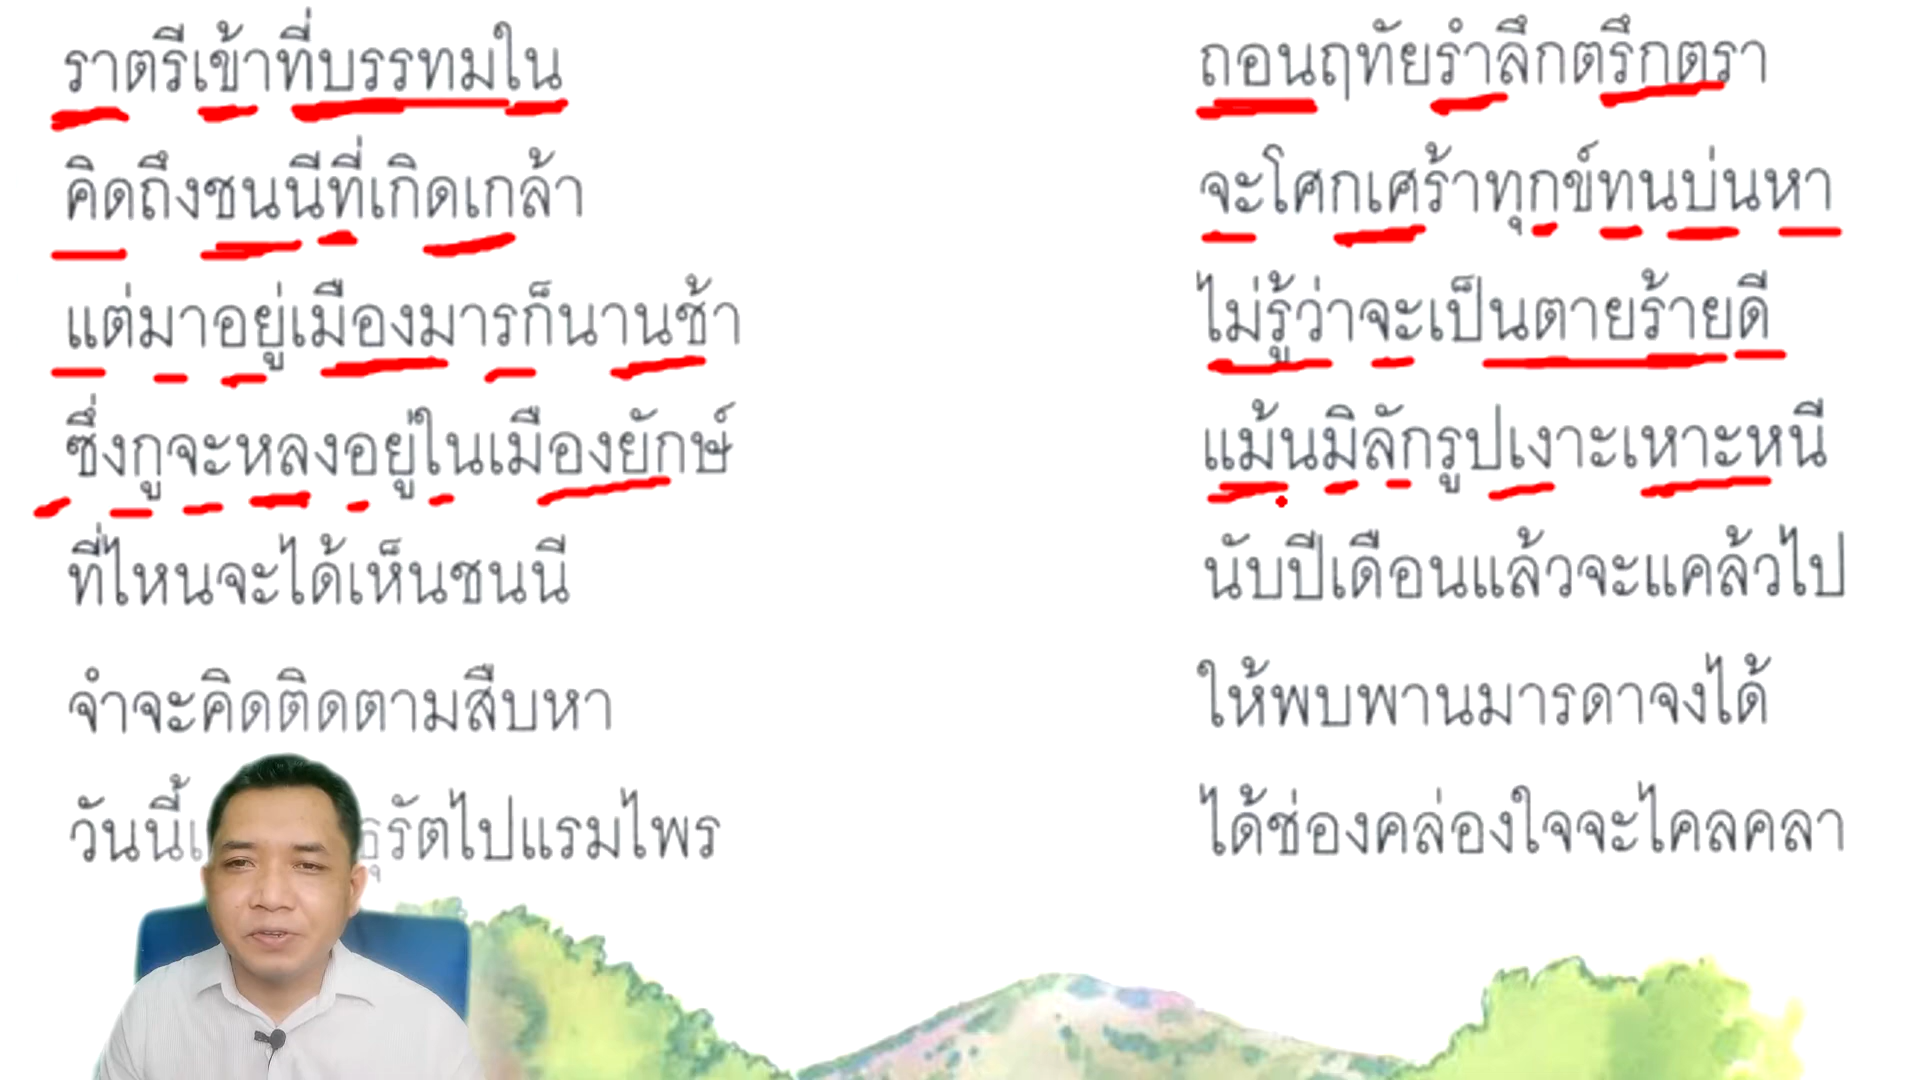 ราตรีเข้าที่บรรทมใน ถอนฤทัยรำลึกตรึกตรา
คิดถึงชนนีที่เกิดเกล้า จะโศกเศร้าทุกข์ทนบ่นหา
แต่มาอยู่เมืองมารก็นานช้า ไม่รู้ว่าจะเป็นตายร้ายดี
ซึ่งกูจะหลงอยู่ในเมืองยักษ์ แม้นมิลักรูปเงาะเหาะหนี
ที่ไหนจะได้เห็นชนนี นับปีเดือนแล้วจะแคล้วไป
จำจะคิดติดตามสืบหา ให้พบพานมารดาจงได้
วันนี้ ไปแรมไพร ได้ช่องคล่องใจจะไคลคลา